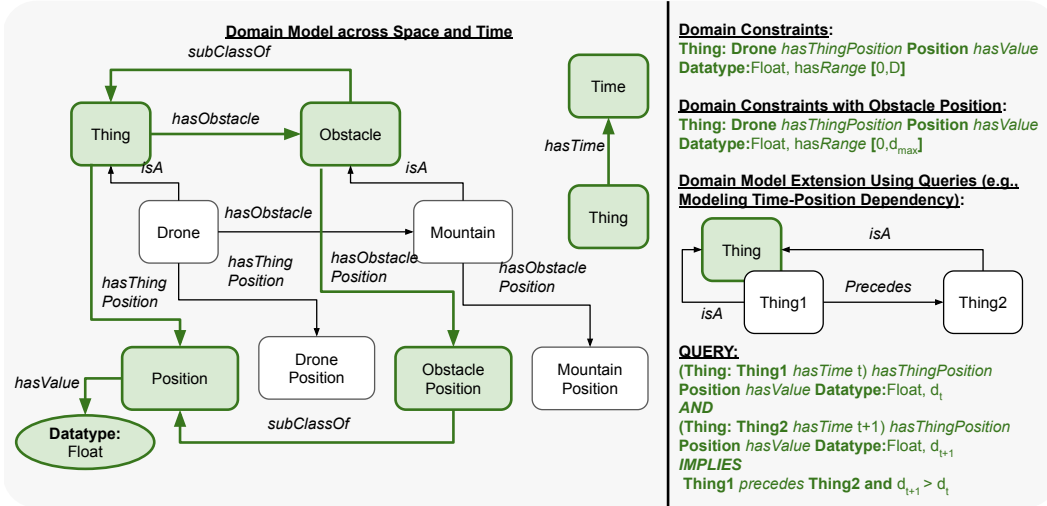 Domain Model across Space and Time
subClassOf
Thing
hasObstacle
Obstacle
isA
isA
Drone
hasObstacle
Mountain
hasThing
Position
hasThing
Position
hasObstacle
Position
hasObstacle
Position
Position
Drone
Position
Obstacle
Position
Mountain
Position
hasValue
subClassOf
Datatype:
Float
Time
hasTime
Thing
Domain Constraints:
Thing: Drone hasThingPosition Position hasValue
Datatype:Float, hasRange [0,D]
Domain Constraints with Obstacle Position:
Thing: Drone hasThingPosition Position hasValue
Datatype:Float, hasRange [0,d_max]
Domain Model Extension Using Queries (e.g.,
Modeling Time-Position Dependency):
Thing
isA
Thing1
Precedes
Thing2
isA
QUERY:
(Thing: Thing1 hasTime t) hasThingPosition
Position hasValue Datatype:Float, d_t
AND
(Thing: Thing2 hasTime t+1) hasThingPosition
Position hasValue Datatype:Float, d_t+1
IMPLIES
Thing1 precedes Thing2 and d_t+1 > d_t